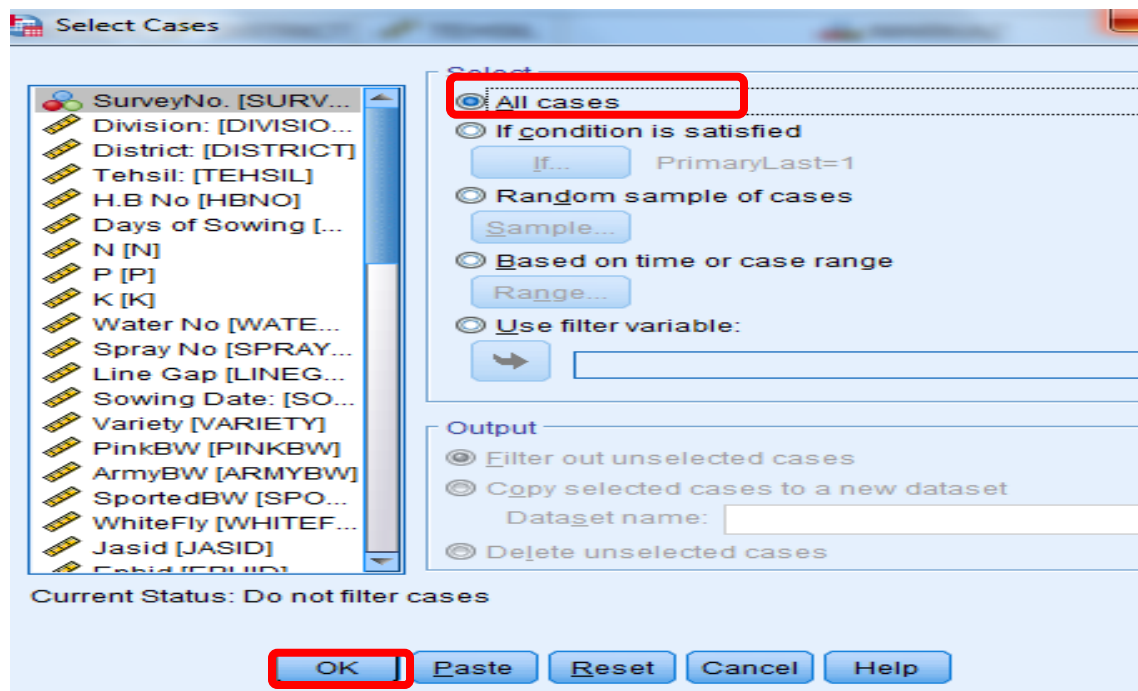 Select Cases
SurveyNo. [SURV...
Division: [DIVISIO...
District: [DISTRICT]
Tehsil: [TEHSIL]
H.B No [HBNO]
Days of Sowing [...
N [N]
P [P]
K [K]
Water No [WATE...
Spray No [SPRAY...
Line Gap [LINEG...
Sowing Date: [SO...
Variety [VARIETY]
PinkBW [PINKBW]
ArmyBW [ARMYBW]
SportedBW [SPO...
WhiteFly [WHITEF...
Jasid [JASID]
Select
All cases
If condition is satisfied
If... PrimaryLast=1
Random sample of cases
Sample...
Based on time or case range
Range...
Use filter variable:
Output
Filter out unselected cases
Copy selected cases to a new dataset
Dataset name:
Delete unselected cases
Current Status: Do not filter cases
OK Paste Reset Cancel Help